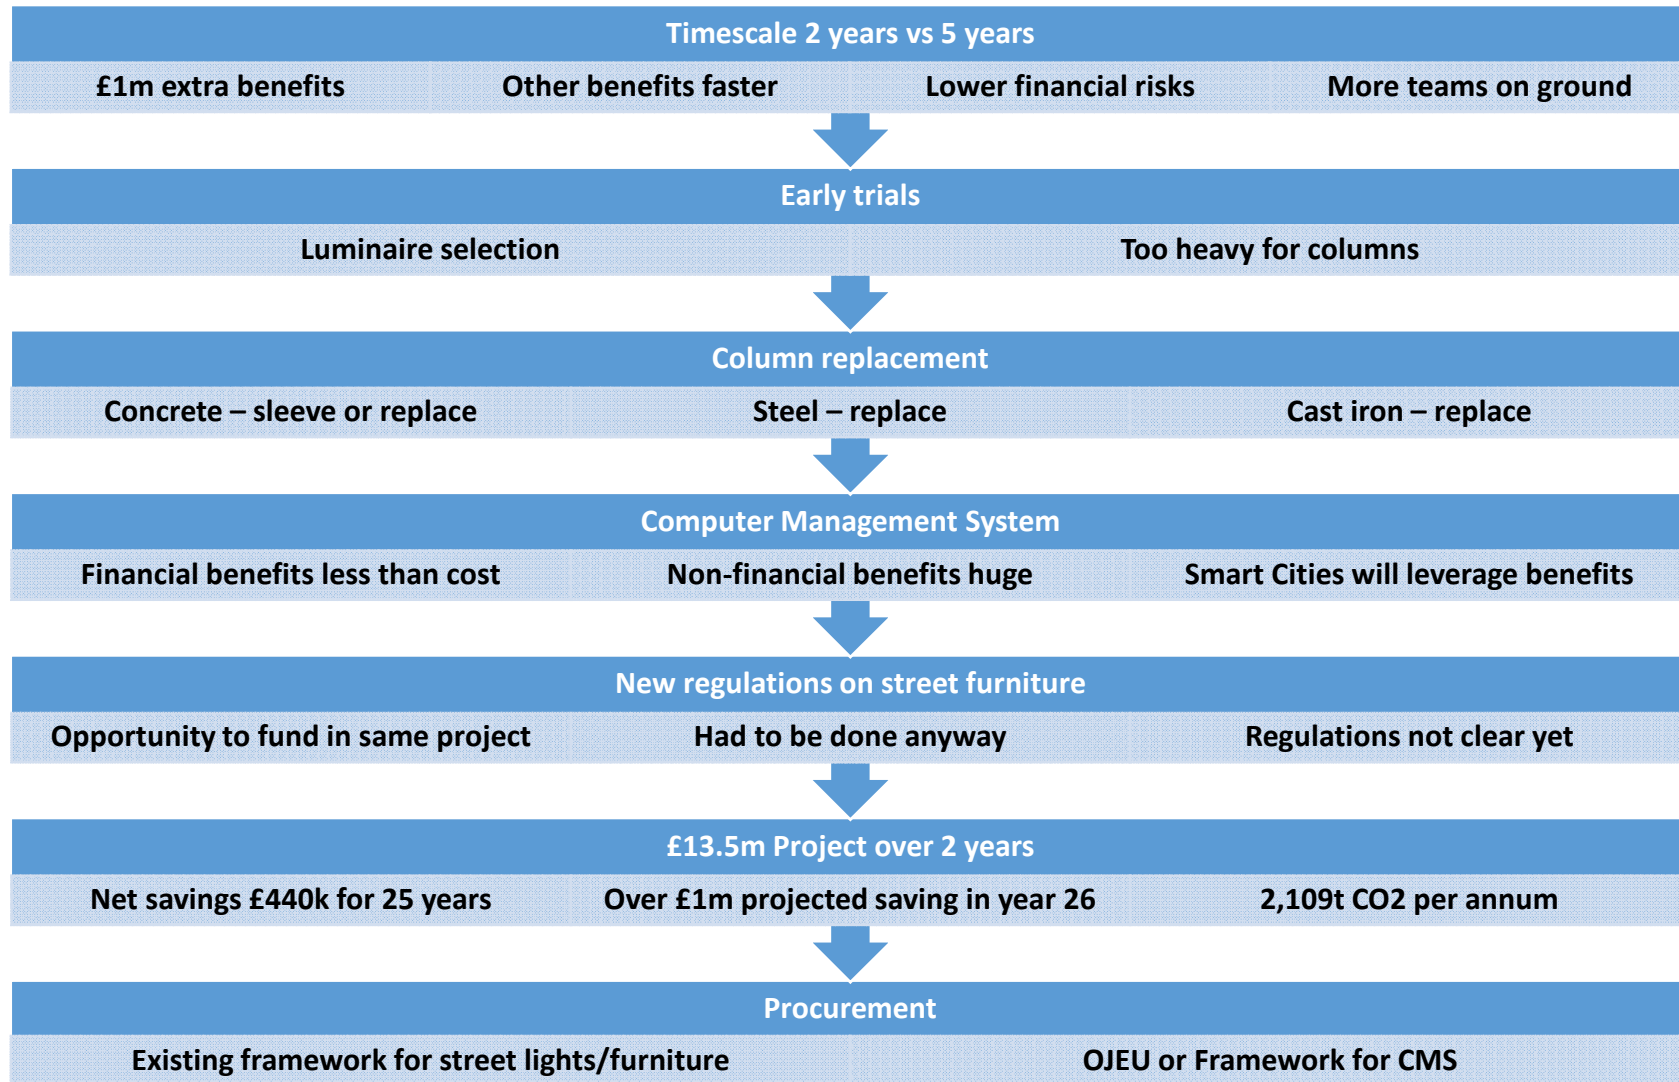 Timescale 2 years vs 5 years
£1m extra benefits
Other benefits faster
Lower financial risks
More teams on ground
Early trials
Luminaire selection
Too heavy for columns
Column replacement
Concrete – sleeve or replace
Steel – replace
Cast iron – replace
Computer Management System
Financial benefits less than cost
Non-financial benefits huge
Smart Cities will leverage benefits
New regulations on street furniture
Opportunity to fund in same project
Had to be done anyway
Regulations not clear yet
£13.5m Project over 2 years
Net savings £440k for 25 years
Over £1m projected saving in year 26
2,109t CO2 per annum
Procurement
Existing framework for street lights/furniture
OJEU or Framework for CMS